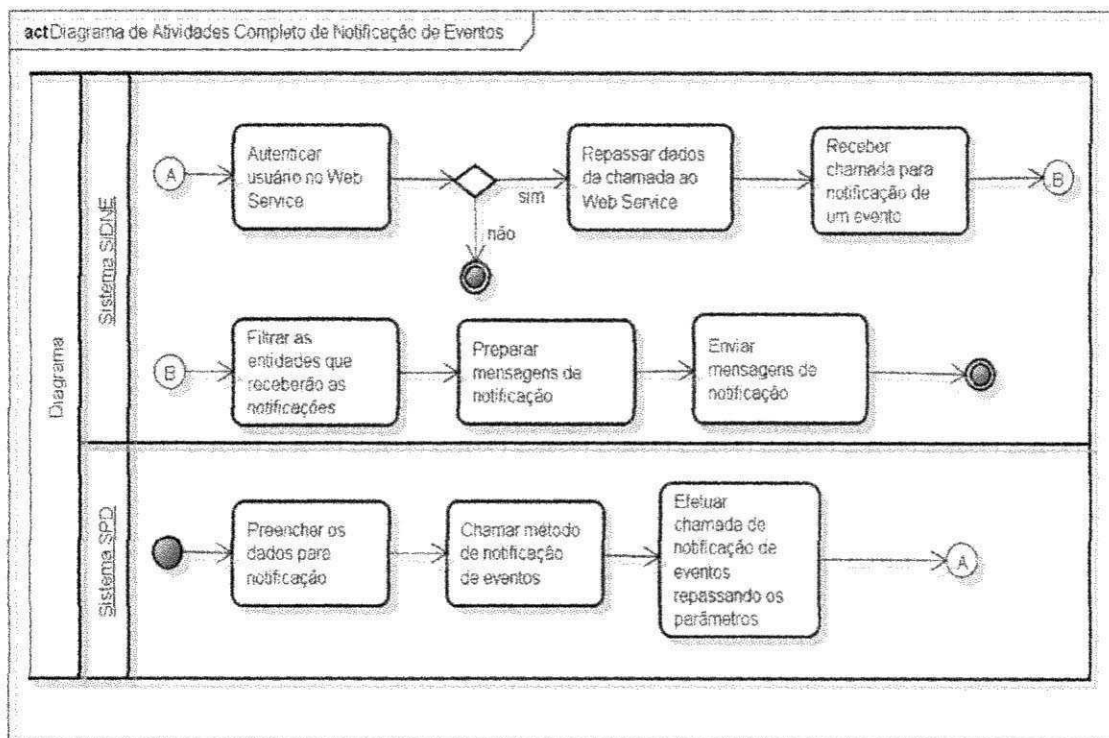 act Diagrama de Atividades Completo de Notificação de Eventos
Diagrama
Sistema SIDNE
A
Autenticar
usuário no Web
Service
sim
não
Repassar dados
da chamada ao
Web Service
Receber
chamada para
notificação de
um evento
B
B
Filtrar as
entidades que
receberão as
notificações
Preparar
mensagens de
notificação
Enviar
mensagens de
notificação
Sistema SPD
Preencher os
dados para
notificação
Chamar método
de notificação
de eventos
Efetuar
chamada de
notificação de
eventos
repassando os
parâmetros
A